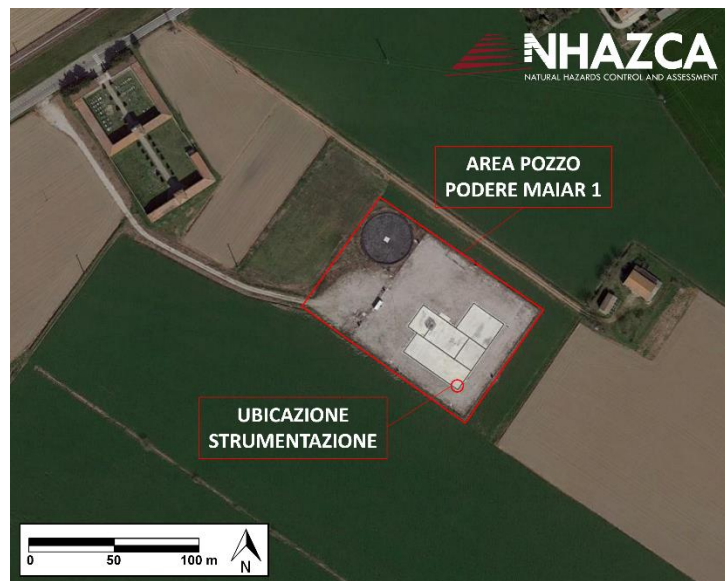 NHAZCA
NATURAL HAZARDS CONTROL AND ASSESSMENT
AREA POZZO
PODERE MAIAR 1
UBICAZIONE
STRUMENTAZIONE
0 50 100 m
N